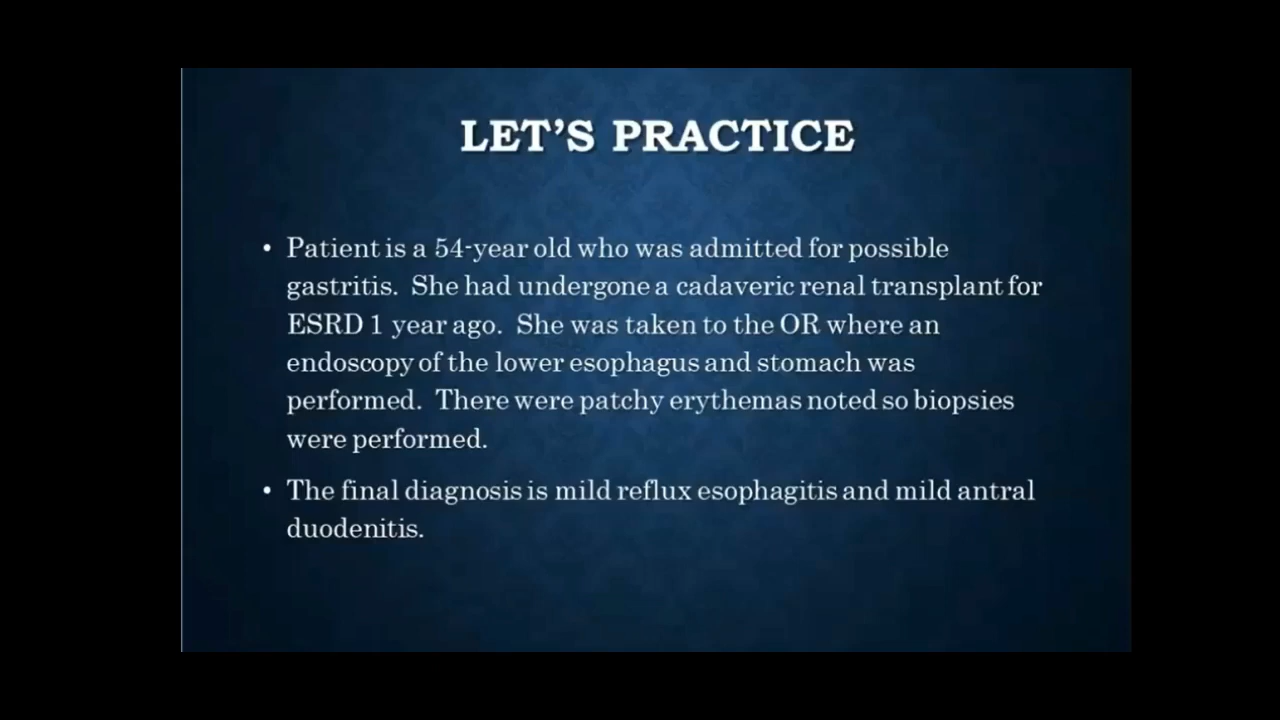 LET'S PRACTICE
• Patient is a 54-year old who was admitted for possible
gastritis. She had undergone a cadaveric renal transplant for
ESRD 1 year ago. She was taken to the OR where an
endoscopy of the lower esophagus and stomach was
performed. There were patchy erythemas noted so biopsies
were performed.
• The final diagnosis is mild reflux esophagitis and mild antral
duodenitis.